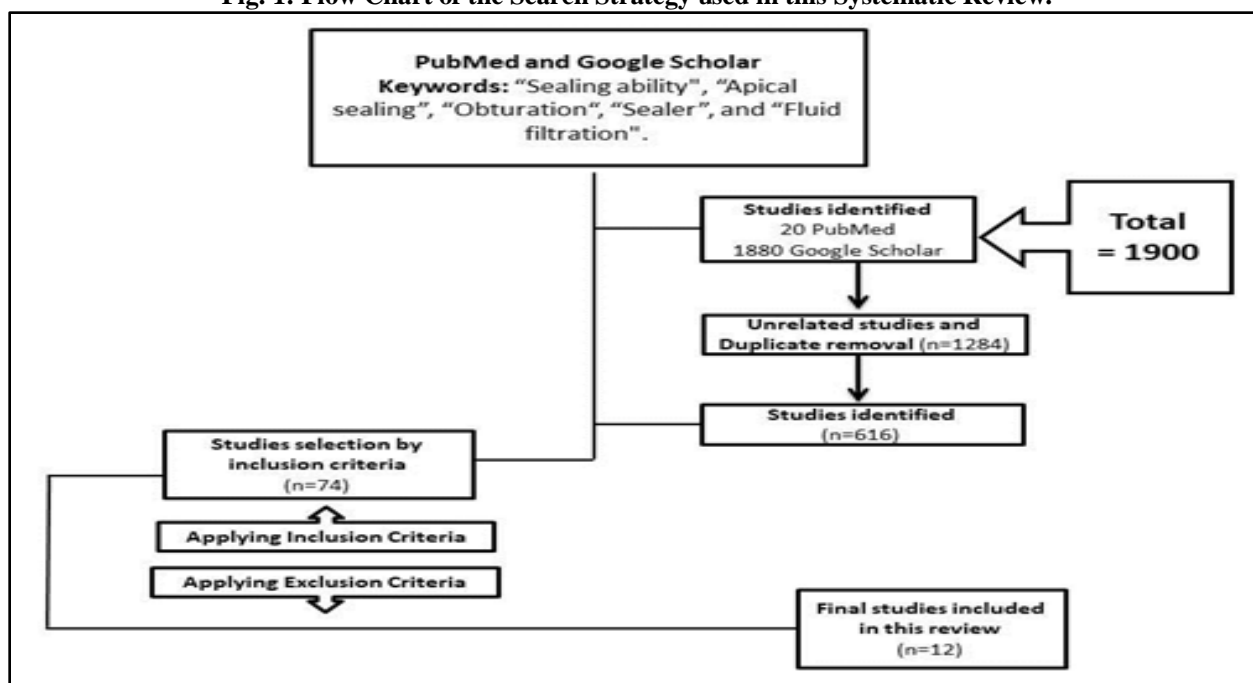 Fig. 1: Flow Chart of the Search Strategy used in this Systematic Review.
PubMed and Google Scholar
Keywords: “Sealing ability", “Apical
sealing”, “Obturation“, “Sealer”, and “Fluid
filtration".
Studies identified
20 PubMed
1880 Google Scholar
Total
= 1900
Unrelated studies and
Duplicate removal (n=1284)
Studies identified
(n=616)
Studies selection by
inclusion criteria
(n=74)
Applying Inclusion Criteria
Applying Exclusion Criteria
Final studies included
in this review
(n=12)